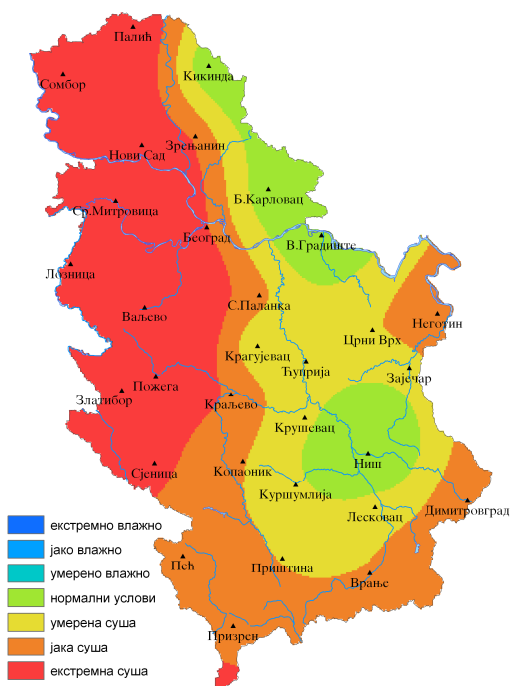 Палић
Кикинда
Сомбор
Зрењанин
Нови Сад
Б.Карловац
Ср.Митровица
Београд
В.Градиште
Лозница
С.Паланка
Ваљево
Неготин
Црни Врх
Крагујевац
Ћуприја
Зајечар
Пожега
Златибор
Краљево
Крушевац
Ниш
Сјеница
Копаоник
Куршумлија
Димитровград
Лесковац
Пећ
Приштина
Врање
Призрен
екстремно влажно
јако влажно
умерено влажно
нормални услови
умерена суша
јака суша
екстремна суша